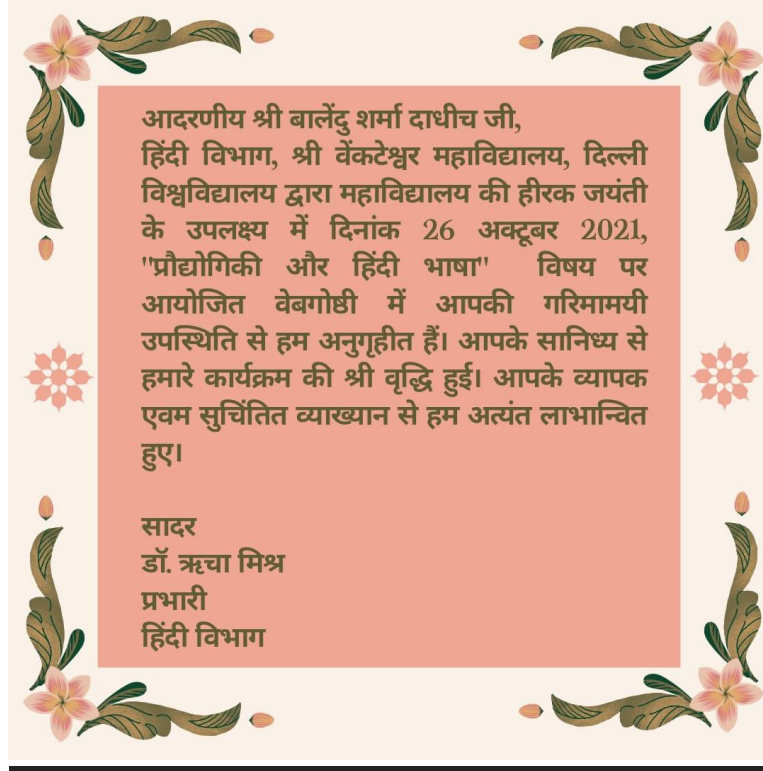 आदरणीय श्री बालेंदु शर्मा दाधीच जी,
हिंदी विभाग, श्री वेंकटेश्वर महाविद्यालय, दिल्ली
विश्वविद्यालय द्वारा महाविद्यालय की हीरक जयंती
के उपलक्ष्य में दिनांक 26 अक्टूबर 2021,
"प्रौद्योगिकी और हिंदी भाषा" विषय पर
आयोजित वेबगोष्ठी में आपकी गरिमामयी
उपस्थिति से हम अनुगृहीत हैं। आपके सानिध्य से
हमारे कार्यक्रम की श्री वृद्धि हुई। आपके व्यापक
एवम सुचिंतित व्याख्यान से हम अत्यंत लाभान्वित
हुए।
सादर
डॉ. ऋचा मिश्र
प्रभारी
हिंदी विभाग